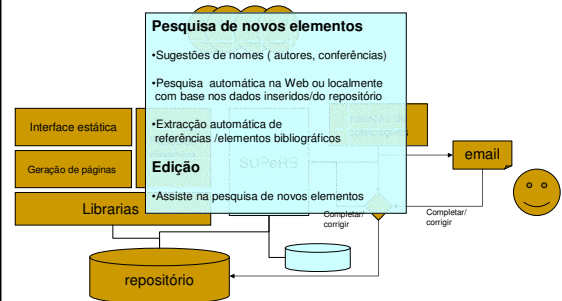 Pesquisa de novos elementos
•Sugestões de nomes ( autores, conferências)
•Pesquisa automática na Web ou localmente
com base nos dados inseridos/do repositório
•Extracção automática de
referências /elementos bibliográficos
Edição
•Assiste na pesquisa de novos elementos
Interface estática
Geração de páginas
SUPeRB
Librarias
email
Completar/
corrigir
Completar/
corrigir
repositório